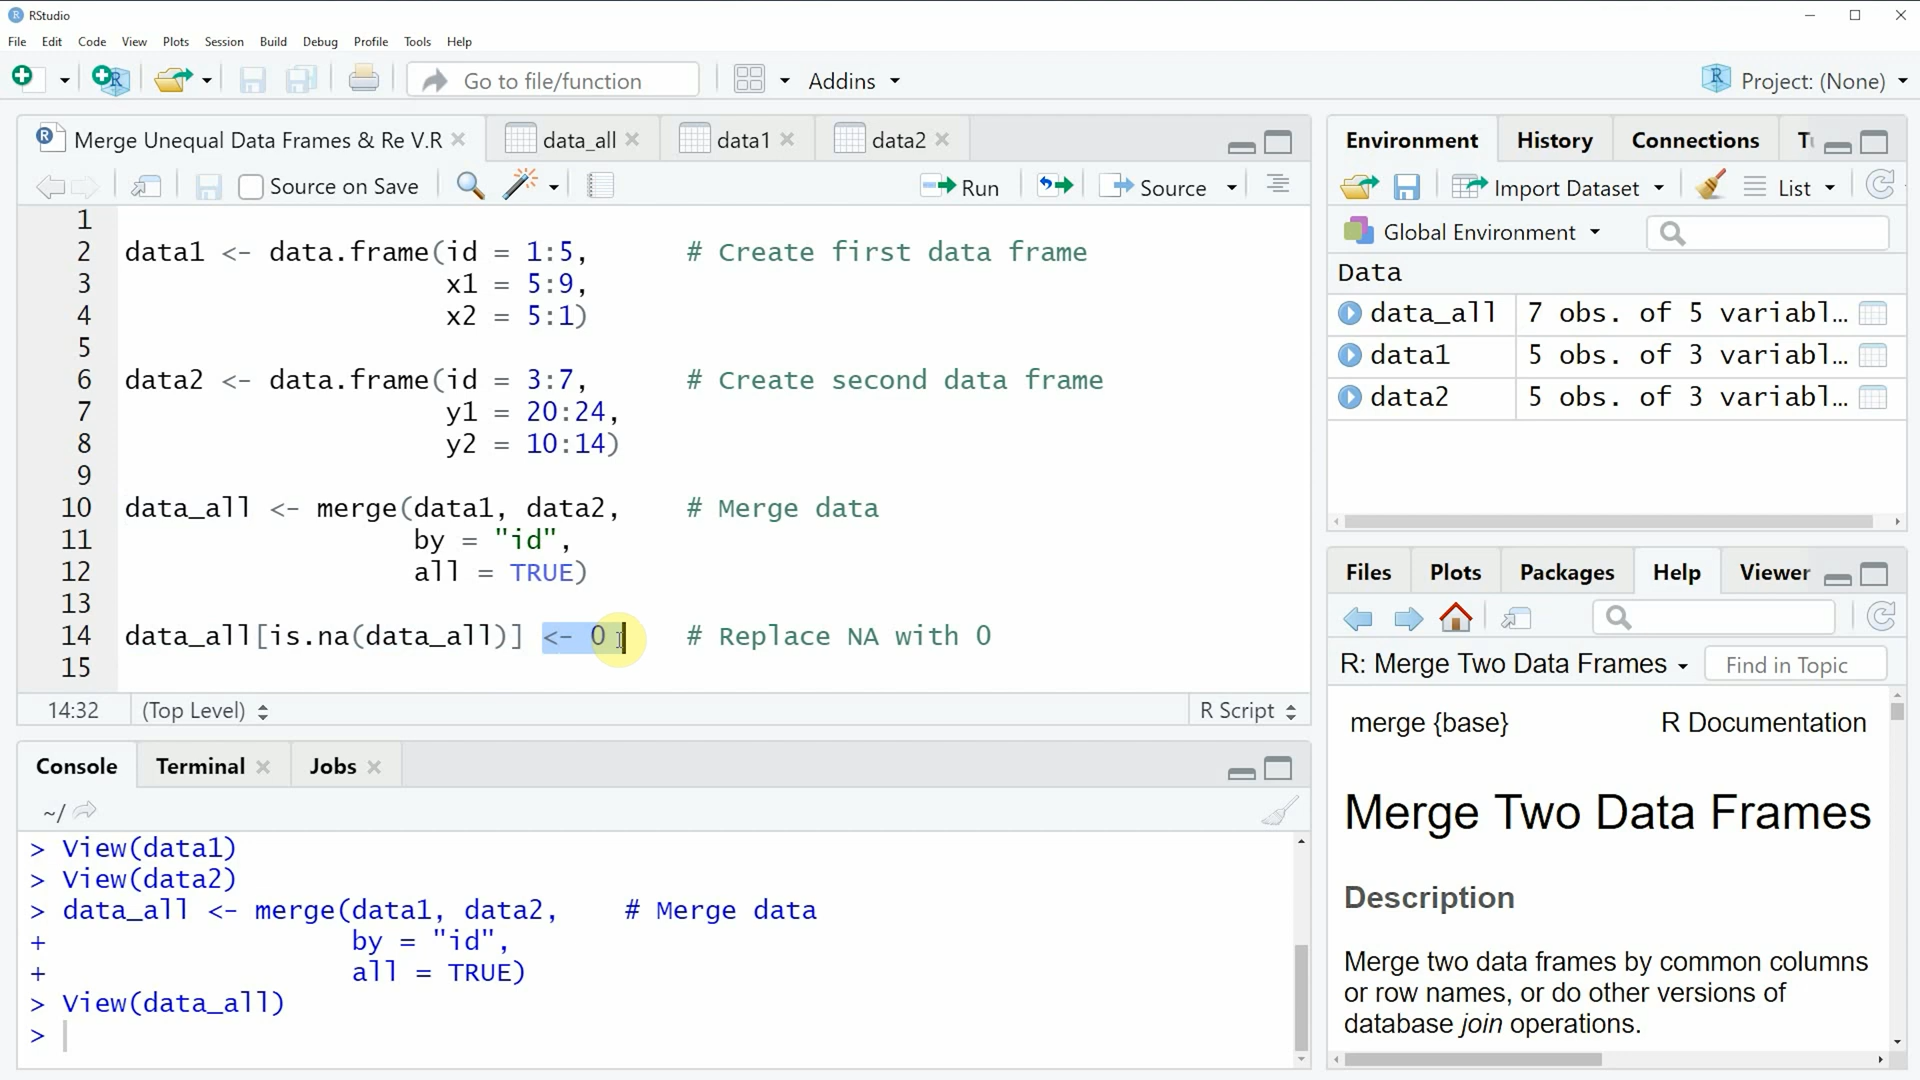 RStudio
File Edit Code View Plots Session Build Debug Profile Tools Help
Go to file/function Addins Project: (None)
Merge Unequal Data Frames & Re V.R data_all data1 data2
Source on Save Run Source
1
2 data1 <- data.frame(id = 1:5, # Create first data frame
3 x1 = 5:9,
4 x2 = 5:1)
5
6 data2 <- data.frame(id = 3:7, # Create second data frame
7 y1 = 20:24,
8 y2 = 10:14)
9
10 data_all <- merge(data1, data2, # Merge data
11 by = "id",
12 all = TRUE)
13
14 data_all[is.na(data_all)] <- 0 # Replace NA with 0
15
14:32 (Top Level) R Script
Console Terminal Jobs
~/
> View(data1)
> View(data2)
> data_all <- merge(data1, data2, # Merge data
+ by = "id",
+ all = TRUE)
> View(data_all)
>
Environment History Connections
Import Dataset List
Global Environment
Data
data_all 7 obs. of 5 variabl...
data1 5 obs. of 3 variabl...
data2 5 obs. of 3 variabl...
Files Plots Packages Help Viewer
R: Merge Two Data Frames Find in Topic
merge {base} R Documentation
Merge Two Data Frames
Description
Merge two data frames by common columns
or row names, or do other versions of
database join operations.